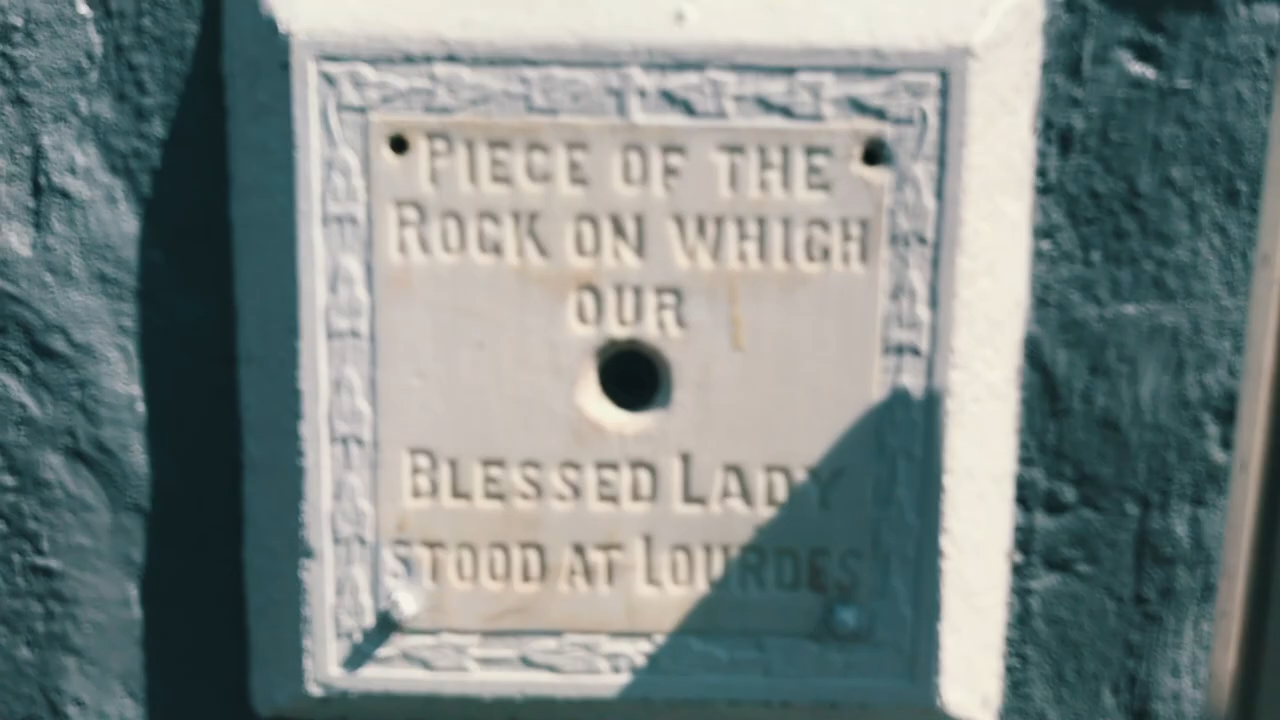 PIECE OF THE
ROCK ON WHICH
OUR
BLESSED LADY
STOOD AT LOURDES